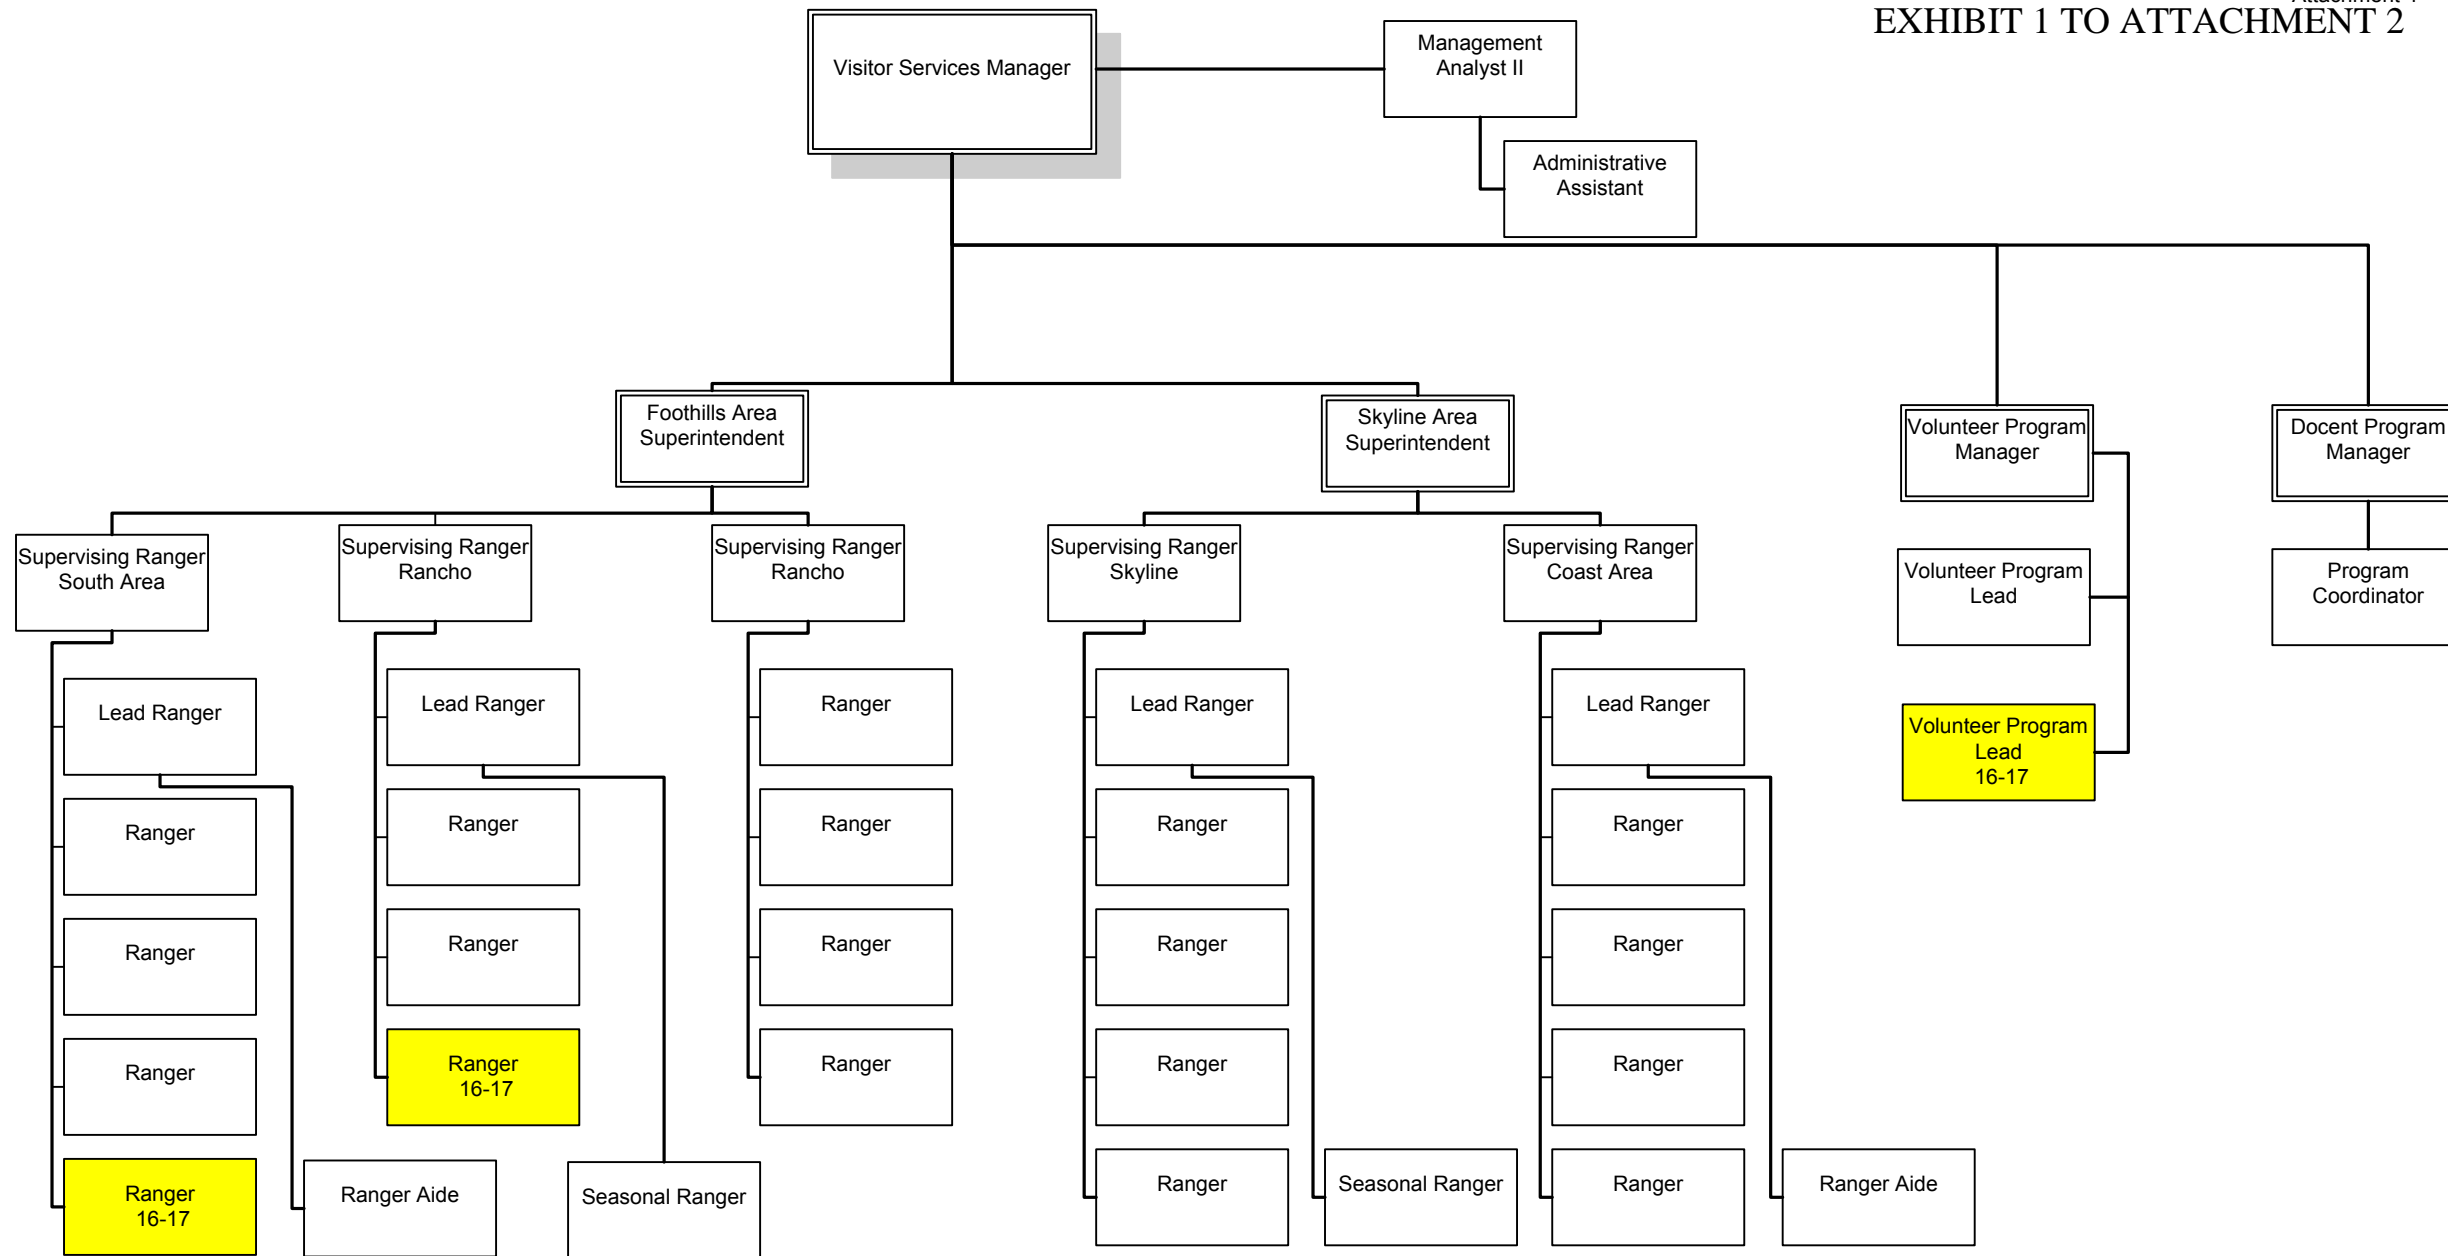 EXHIBIT 1 TO ATTACHMENT 2
Visitor Services Manager
Management
Analyst II
Administrative
Assistant
Foothills Area
Superintendent
Skyline Area
Superintendent
Volunteer Program
Manager
Docent Program
Manager
Supervising Ranger
South Area
Supervising Ranger
Rancho
Supervising Ranger
Rancho
Supervising Ranger
Skyline
Supervising Ranger
Coast Area
Volunteer Program
Lead
Program
Coordinator
Lead Ranger
Lead Ranger
Ranger
Lead Ranger
Lead Ranger
Volunteer Program
Lead
16-17
Ranger
Ranger
Ranger
Ranger
Ranger
Ranger
Ranger
Ranger
Ranger
Ranger
Ranger
Ranger
16-17
Ranger
Ranger
Ranger
Ranger
16-17
Ranger Aide
Seasonal Ranger
Ranger
Seasonal Ranger
Ranger
Ranger Aide